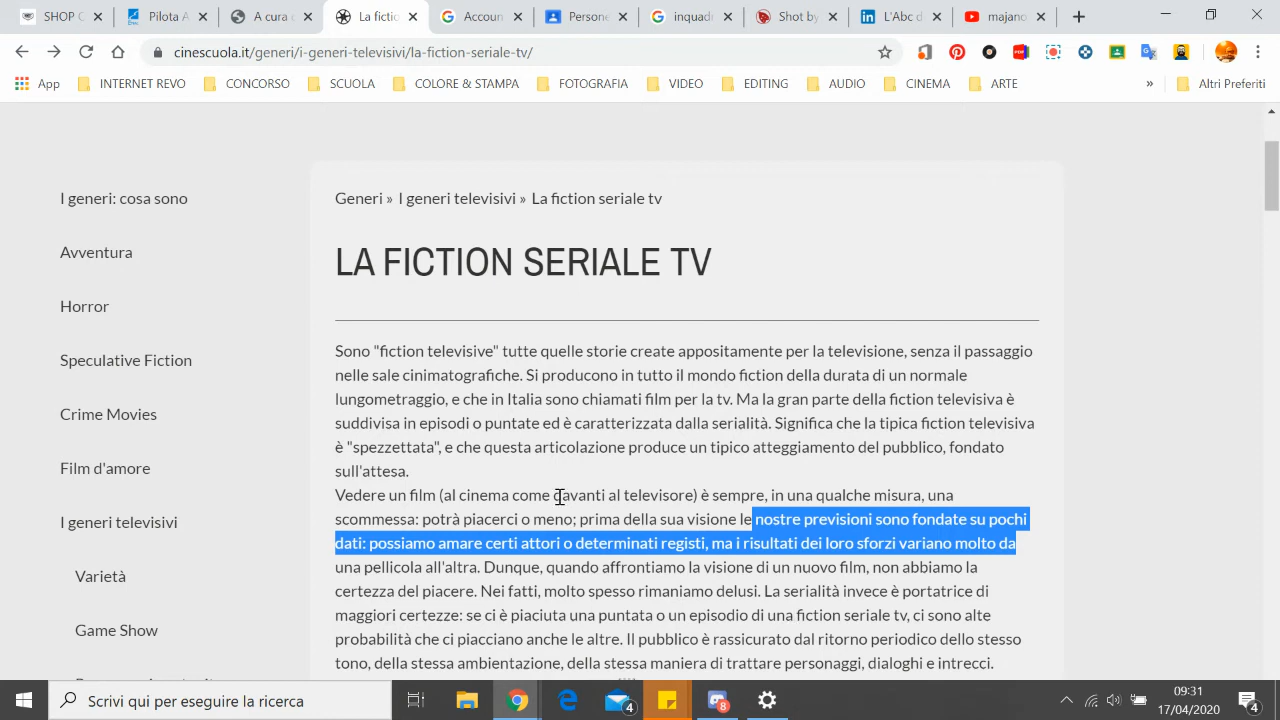 SHOP C
Pilota A
A cura d
La fictio
Accoun
Persone
inquad
Shot by
L'Abc d
majano
cinescuola.it/generi/i-generi-televisivi/la-fiction-seriale-tv/
App INTERNET REVO CONCORSO SCUOLA COLORE & STAMPA FOTOGRAFIA VIDEO EDITING AUDIO CINEMA ARTE » Altri Preferiti
I generi: cosa sono
Avventura
Horror
Speculative Fiction
Crime Movies
Film d'amore
I generi televisivi
Varietà
Game Show
Generi » I generi televisivi » La fiction seriale tv
LA FICTION SERIALE TV
Sono "fiction televisive" tutte quelle storie create appositamente per la televisione, senza il passaggio
nelle sale cinimatografiche. Si producono in tutto il mondo fiction della durata di un normale
lungometraggio, e che in Italia sono chiamati film per la tv. Ma la gran parte della fiction televisiva è
suddivisa in episodi o puntate ed è caratterizzata dalla serialità. Significa che la tipica fiction televisiva
è "spezzettata", e che questa articolazione produce un tipico atteggiamento del pubblico, fondato
sull'attesa.
Vedere un film (al cinema come davanti al televisore) è sempre, in una qualche misura, una
scommessa: potrà piacerci o meno; prima della sua visione le nostre previsioni sono fondate su pochi
dati: possiamo amare certi attori o determinati registi, ma i risultati dei loro sforzi variano molto da
una pellicola all'altra. Dunque, quando affrontiamo la visione di un nuovo film, non abbiamo la
certezza del piacere. Nei fatti, molto spesso rimaniamo delusi. La serialità invece è portatrice di
maggiori certezze: se ci è piaciuta una puntata o un episodio di una fiction seriale tv, ci sono alte
probabilità che ci piacciano anche le altre. Il pubblico è rassicurato dal ritorno periodico dello stesso
tono, della stessa ambientazione, della stessa maniera di trattare personaggi, dialoghi e intrecci.
Scrivi qui per eseguire la ricerca
4
8
09:31
17/04/2020
4